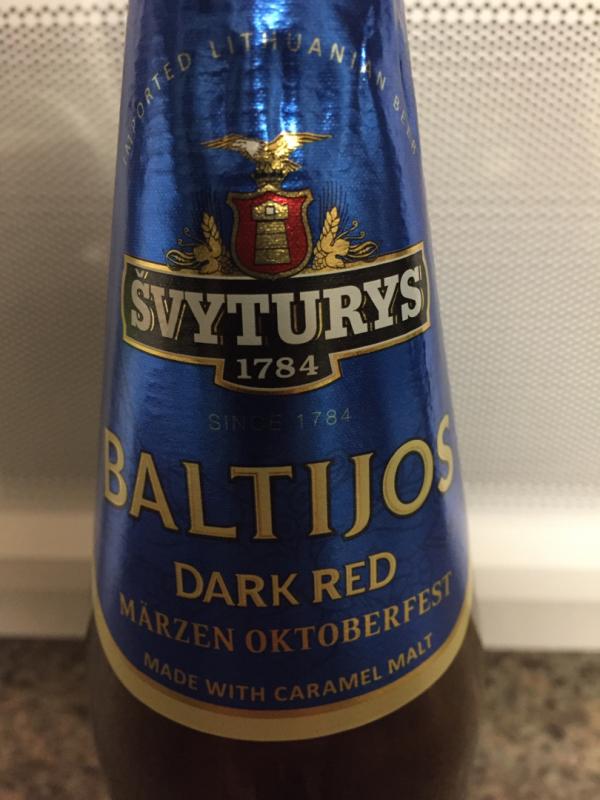 IMPORTED LITHUANIAN BEER
ŠVYTURYS
1784
SINCE 1784
BALTIJOS
DARK RED
MÄRZEN OKTOBERFEST
MADE WITH CARAMEL MALT